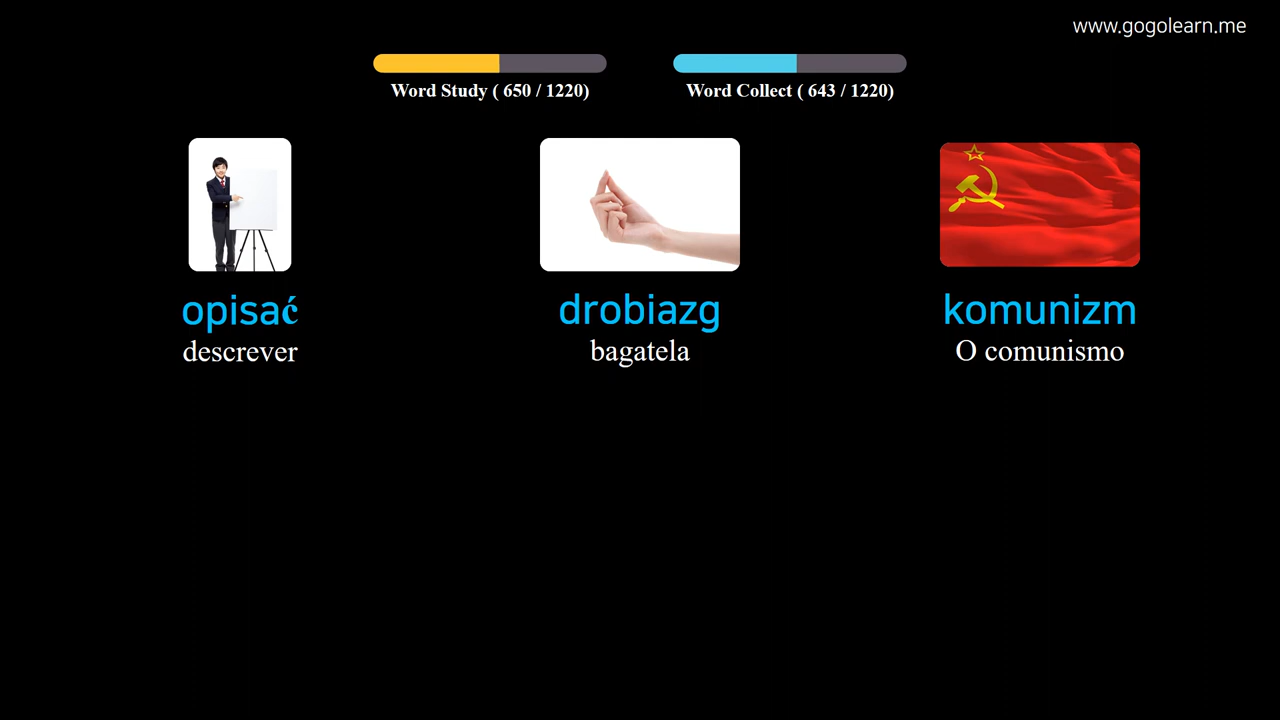 www.gogolearn.me
Word Study ( 650 / 1220)
Word Collect ( 643 / 1220)
opisać
descrever
drobiazg
bagatela
komunizm
O comunismo